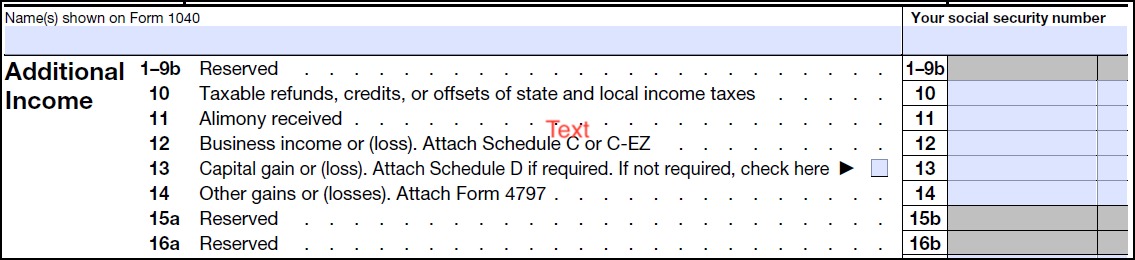 Name(s) shown on Form 1040 Your social security number
Additional Income
1–9b Reserved . . . . . . . . . . . . . . . . . . . . . . . 1–9b
10 Taxable refunds, credits, or offsets of state and local income taxes . . . . . 10
11 Alimony received . . . . . . . . . . . . . . . . . . . . . 11
Text
12 Business income or (loss). Attach Schedule C or C-EZ . . . . . . . . 12
13 Capital gain or (loss). Attach Schedule D if required. If not required, check here ► 13
14 Other gains or (losses). Attach Form 4797 . . . . . . . . . . . . . 14
15a Reserved . . . . . . . . . . . . . . . . . . . . . . . 15b
16a Reserved . . . . . . . . . . . . . . . . . . . . . . . 16b